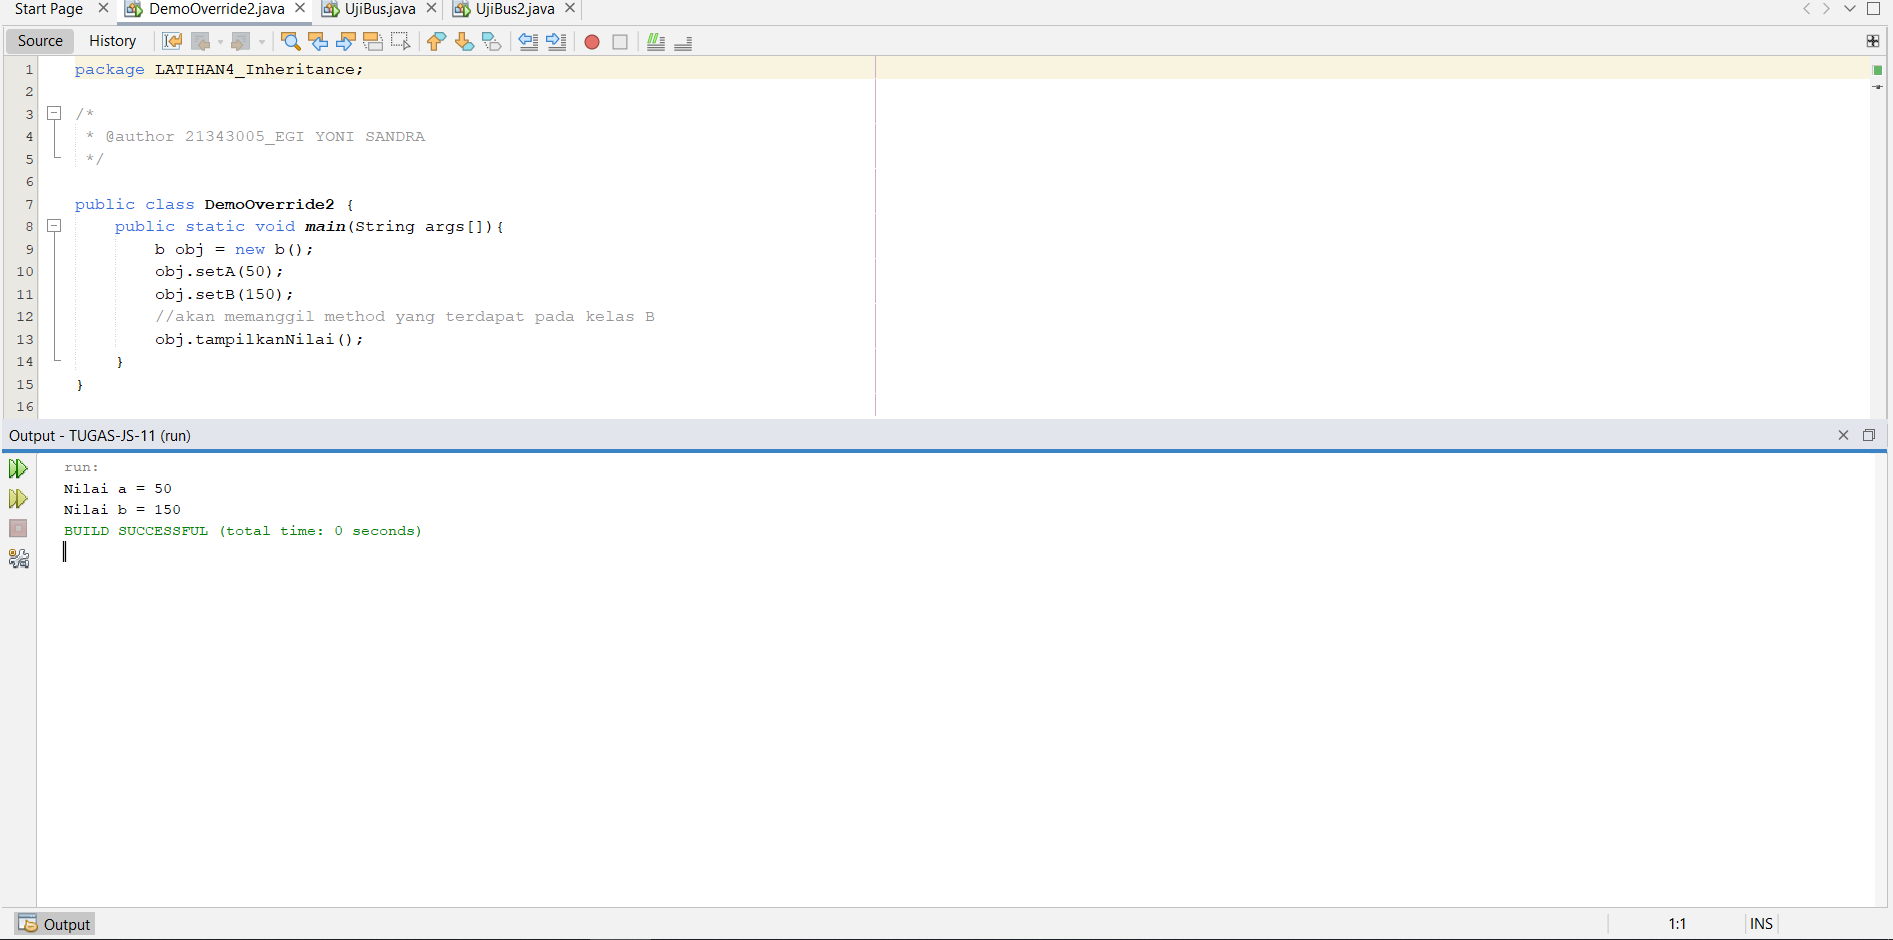 Start Page DemoOverride2.java UjiBus.java UjiBus2.java
Source History
1 package LATIHAN4_Inheritance;
2
3 /*
4 * @author 21343005_EGI YONI SANDRA
5 */
6
7 public class DemoOverride2 {
8 public static void main(String args[]){
9 b obj = new b();
10 obj.setA(50);
11 obj.setB(150);
12 //akan memanggil method yang terdapat pada kelas B
13 obj.tampilkanNilai();
14 }
15 }
16
Output - TUGAS-JS-11 (run)
run:
Nilai a = 50
Nilai b = 150
BUILD SUCCESSFUL (total time: 0 seconds)
Output 1:1 INS